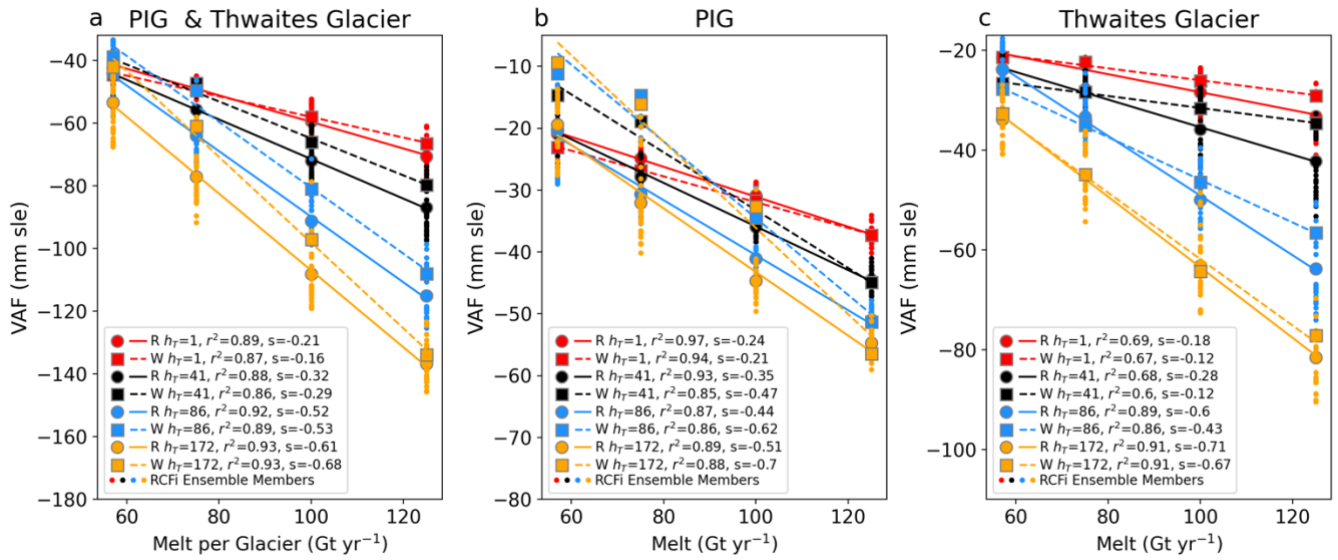 a PIG & Thwaites Glacier
VAF (mm sle)
−40
−60
−80
−100
−120
−140
−160
−180
R h_T=1, r²=0.89, s=-0.21
W h_T=1, r²=0.87, s=-0.16
R h_T=41, r²=0.88, s=-0.32
W h_T=41, r²=0.86, s=-0.29
R h_T=86, r²=0.92, s=-0.52
W h_T=86, r²=0.89, s=-0.53
R h_T=172, r²=0.93, s=-0.61
W h_T=172, r²=0.93, s=-0.68
RCFi Ensemble Members
60 80 100 120
Melt per Glacier (Gt yr⁻¹)
b PIG
VAF (mm sle)
−10
−20
−30
−40
−50
−60
−70
−80
R h_T=1, r²=0.97, s=-0.24
W h_T=1, r²=0.94, s=-0.21
R h_T=41, r²=0.93, s=-0.35
W h_T=41, r²=0.85, s=-0.47
R h_T=86, r²=0.87, s=-0.44
W h_T=86, r²=0.86, s=-0.62
R h_T=172, r²=0.89, s=-0.51
W h_T=172, r²=0.88, s=-0.7
RCFi Ensemble Members
60 80 100 120
Melt (Gt yr⁻¹)
c Thwaites Glacier
VAF (mm sle)
−20
−40
−60
−80
−100
R h_T=1, r²=0.69, s=-0.18
W h_T=1, r²=0.67, s=-0.12
R h_T=41, r²=0.68, s=-0.28
W h_T=41, r²=0.6, s=-0.12
R h_T=86, r²=0.89, s=-0.6
W h_T=86, r²=0.86, s=-0.43
R h_T=172, r²=0.91, s=-0.71
W h_T=172, r²=0.91, s=-0.67
RCFi Ensemble Members
60 80 100 120
Melt (Gt yr⁻¹)